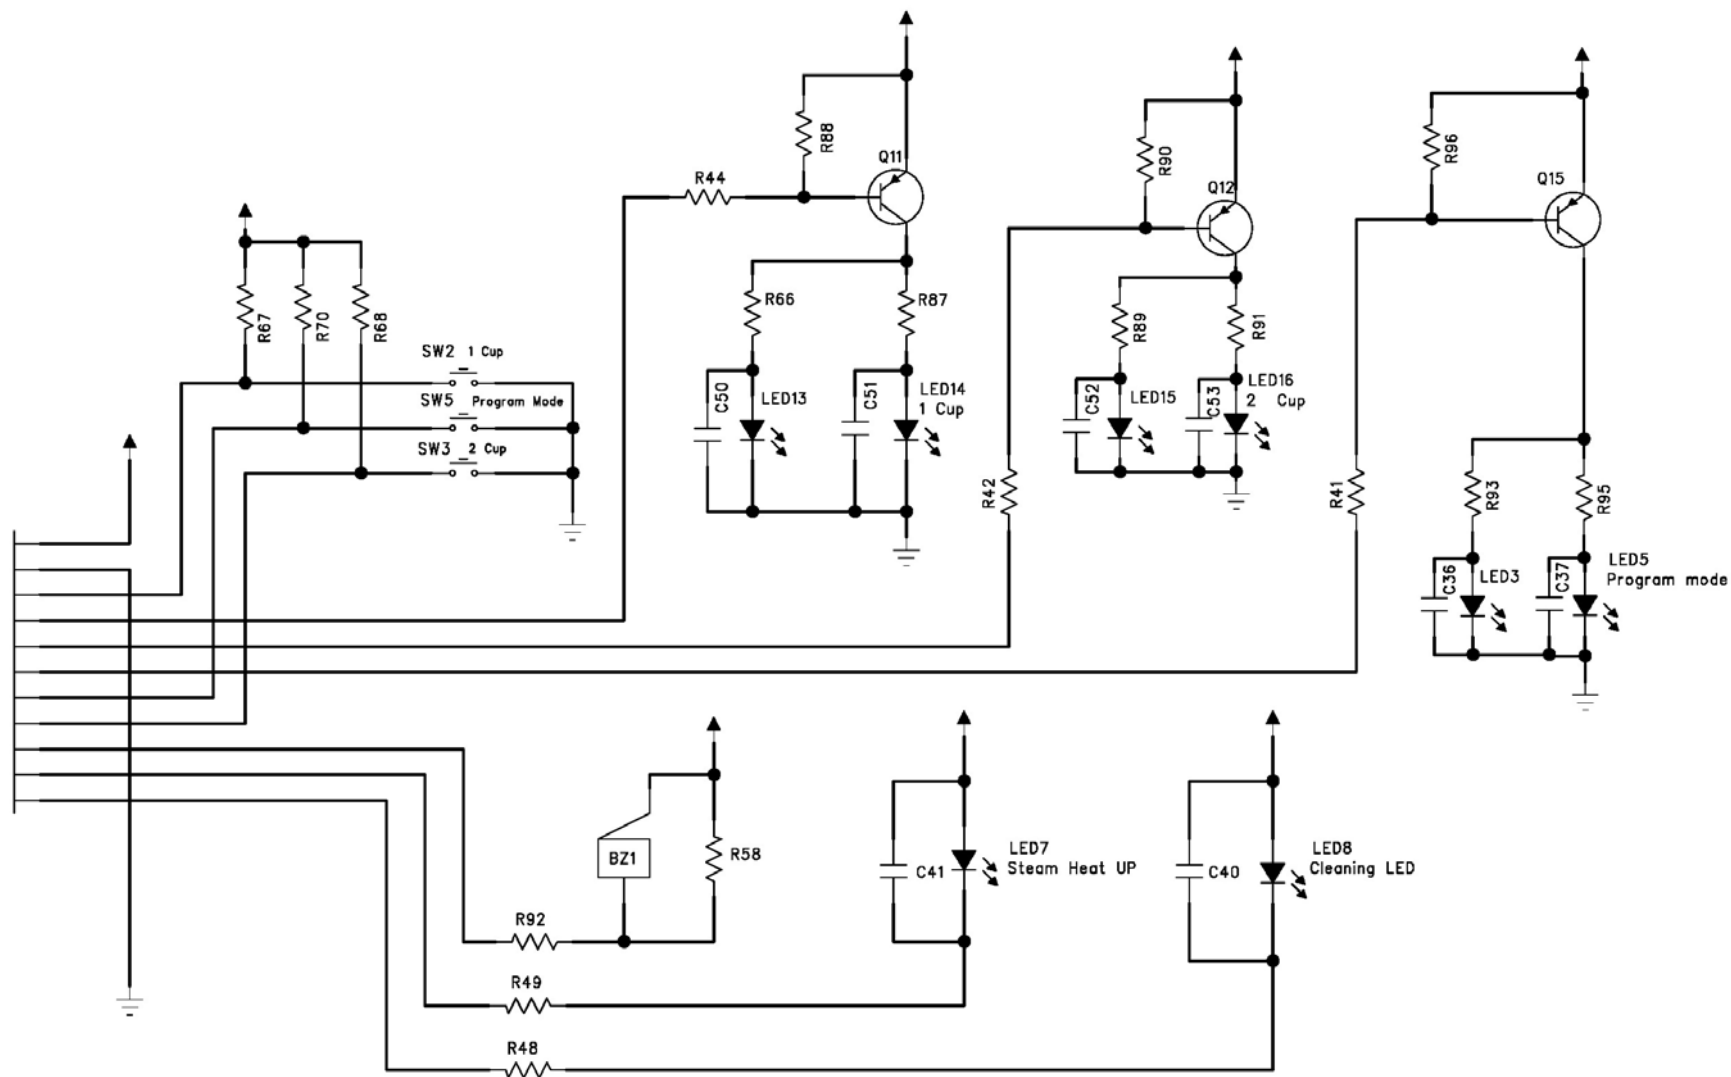 R88
Q11
R44
R90
Q12
R96
Q15
R67
R70
R68
R66
R87
R89
R91
SW2 1 Cup
SW5 Program Mode
SW3 2 Cup
C50
LED13
C51
LED14
1 Cup
C52
LED15
C53
LED16
2 Cup
R42
R41
R93
R95
C36
LED3
C37
LED5
Program mode
BZ1
R58
C41
LED7
Steam Heat UP
C40
LED8
Cleaning LED
R92
R49
R48